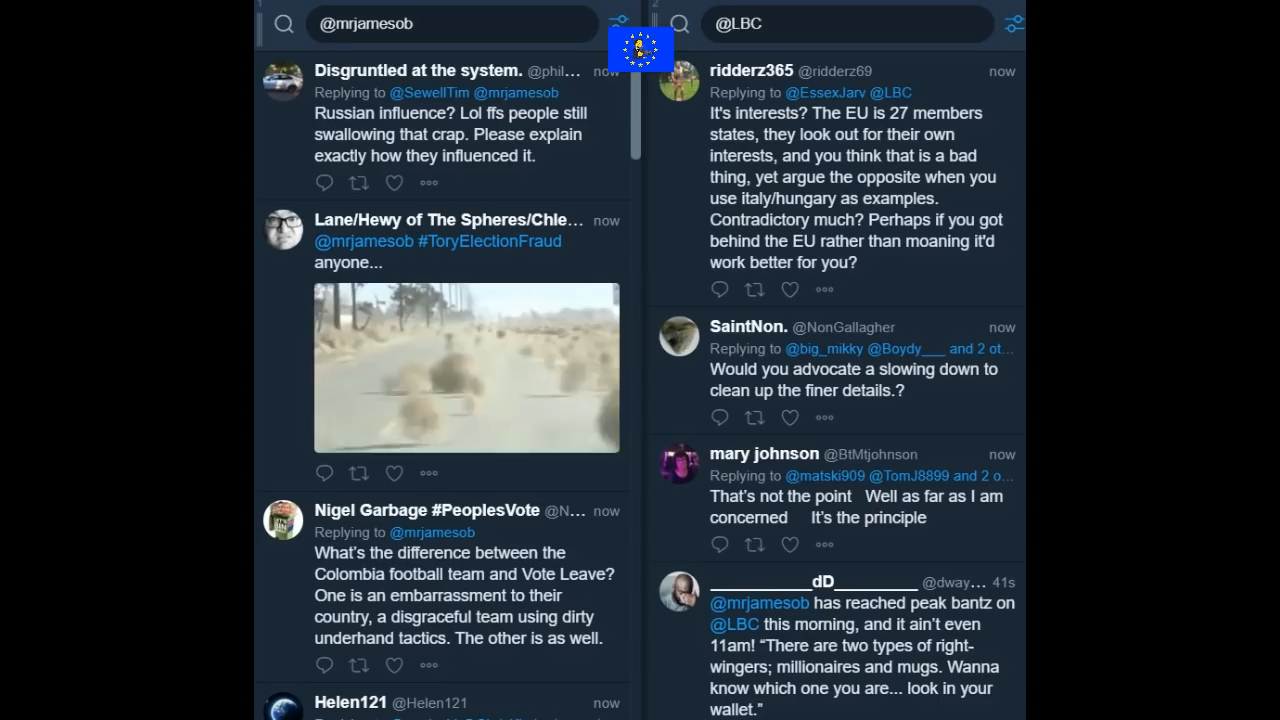 1
@mrjamesob
Disgruntled at the system. @phil... now
Replying to @SewellTim @mrjamesob
Russian influence? Lol ffs people still
swallowing that crap. Please explain
exactly how they influenced it.
Lane/Hewy of The Spheres/Chle... now
@mrjamesob #ToryElectionFraud
anyone...
Nigel Garbage #PeoplesVote @N... now
Replying to @mrjamesob
What's the difference between the
Colombia football team and Vote Leave?
One is an embarrassment to their
country, a disgraceful team using dirty
underhand tactics. The other is as well.
Helen121 @Helen121 now
2
@LBC
ridderz365 @ridderz69 now
Replying to @EssexJarv @LBC
It's interests? The EU is 27 members
states, they look out for their own
interests, and you think that is a bad
thing, yet argue the opposite when you
use italy/hungary as examples.
Contradictory much? Perhaps if you got
behind the EU rather than moaning it'd
work better for you?
SaintNon. @NonGallagher now
Replying to @big_mikky @Boydy___ and 2 ot...
Would you advocate a slowing down to
clean up the finer details.?
mary johnson @BtMtjohnson now
Replying to @matski909 @TomJ8899 and 2 o...
That's not the point Well as far as I am
concerned It's the principle
___________dD_________ @dway... 41s
@mrjamesob has reached peak bantz on
@LBC this morning, and it ain't even
11am! “There are two types of right-
wingers; millionaires and mugs. Wanna
know which one you are... look in your
wallet.”